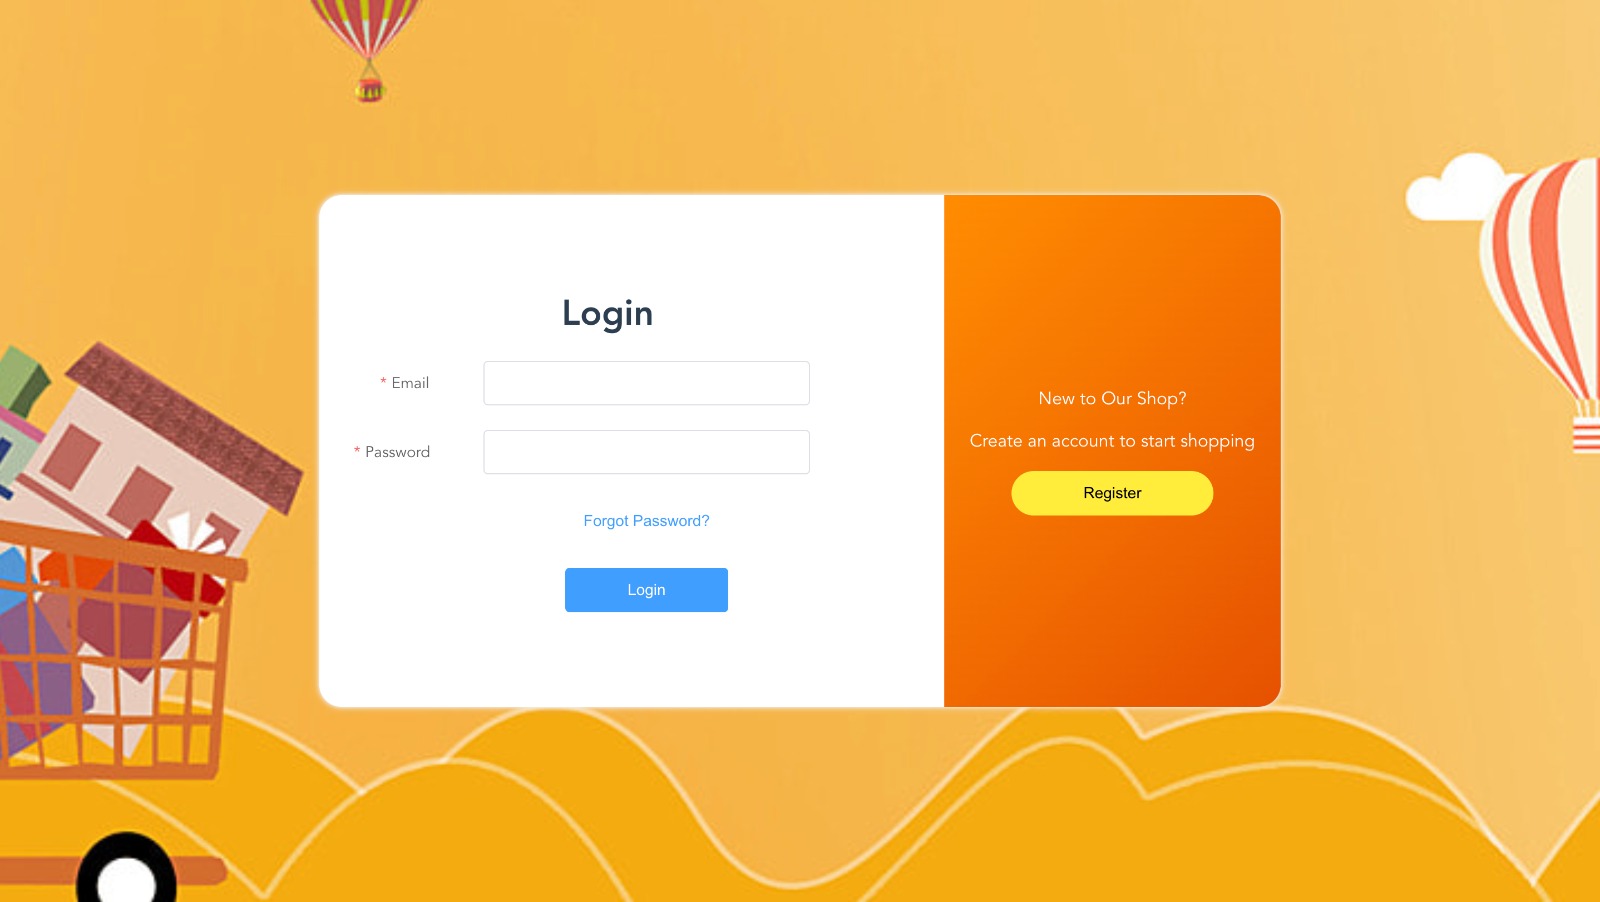 Login
* Email
* Password
Forgot Password?
Login
New to Our Shop?
Create an account to start shopping
Register